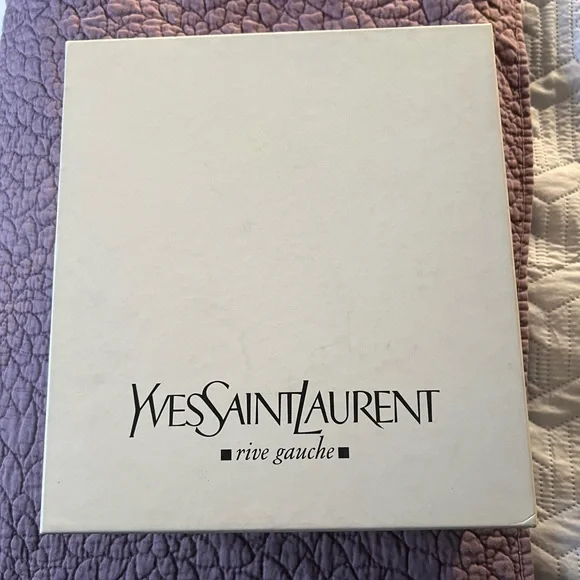 YVESSAINTLAURENT
■ rive gauche ■